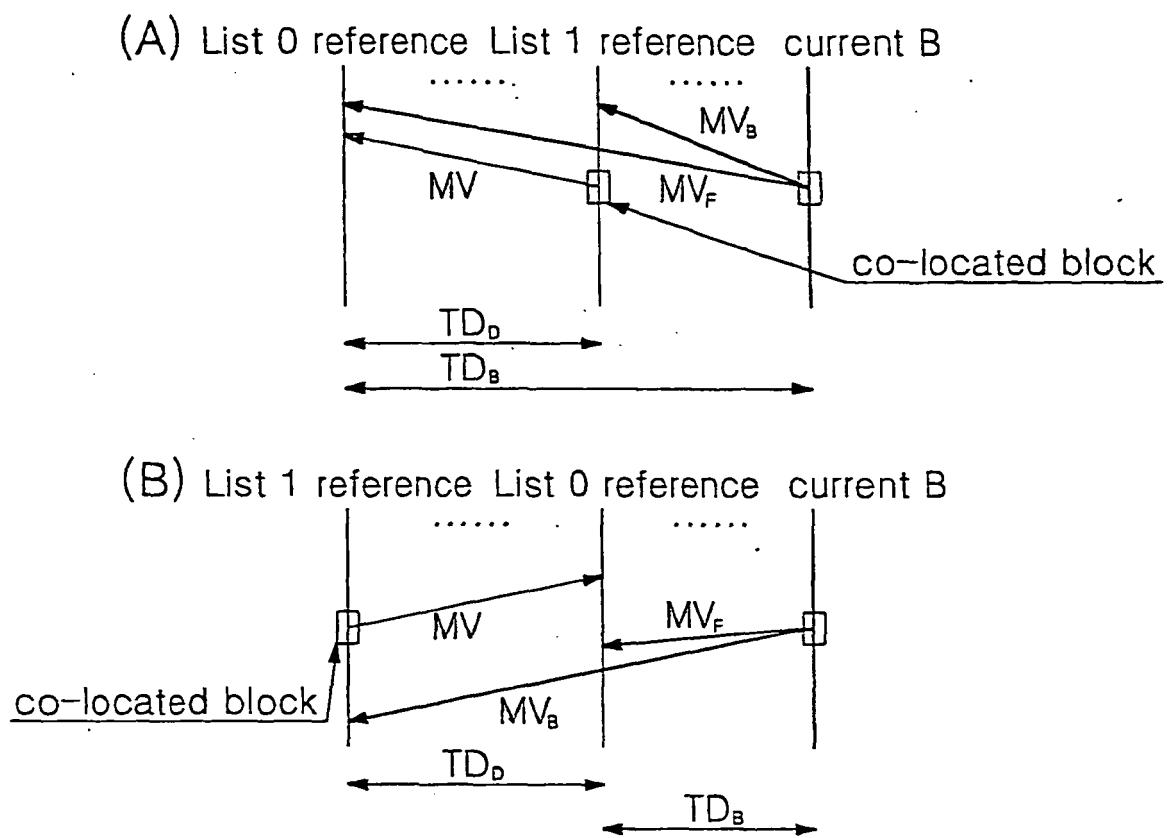 (A) List 0 reference List 1 reference current B
MV_B
MV
MV_F
co-located block
TD_D
TD_B
(B) List 1 reference List 0 reference current B
MV
MV_F
co-located block
MV_B
TD_D
TD_B